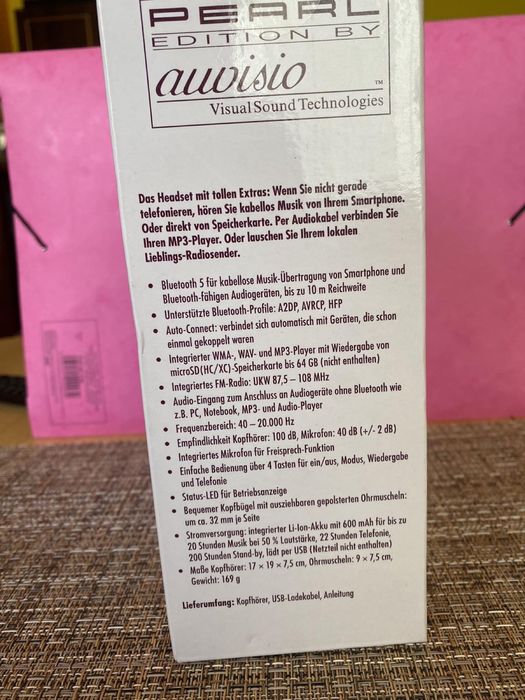 PEARL
EDITION BY
auvisio
™
Visual Sound Technologies
Das Headset mit tollen Extras: Wenn Sie nicht gerade
telefonieren, hören Sie kabellos Musik von Ihrem Smartphone.
Oder direkt von Speicherkarte. Per Audiokabel verbinden Sie
Ihren MP3-Player. Oder lauschen Sie Ihrem lokalen
Lieblings-Radiosender.
• Bluetooth 5 für kabellose Musik-Übertragung von Smartphone und
Bluetooth-fähigen Audiogeräten, bis zu 10 m Reichweite
• Unterstützte Bluetooth-Profile: A2DP, AVRCP, HFP
• Auto-Connect: verbindet sich automatisch mit Geräten, die schon
einmal gekoppelt waren
• Integrierter WMA-, WAV- und MP3-Player mit Wiedergabe von
microSD(HC/XC)-Speicherkarte bis 64 GB (nicht enthalten)
• Integriertes FM-Radio: UKW 87,5 – 108 MHz
• Audio-Eingang zum Anschluss an Audiogeräte ohne Bluetooth wie
z.B. PC, Notebook, MP3- und Audio-Player
• Frequenzbereich: 40 – 20.000 Hz
• Empfindlichkeit Kopfhörer: 100 dB, Mikrofon: 40 dB (+/- 2 dB)
• Integriertes Mikrofon für Freisprech-Funktion
• Einfache Bedienung über 4 Tasten für ein/aus, Modus, Wiedergabe
und Telefonie
• Status-LED für Betriebsanzeige
• Bequemer Kopfbügel mit ausziehbaren gepolsterten Ohrmuscheln:
um ca. 32 mm je Seite
• Stromversorgung: integrierter Li-Ion-Akku mit 600 mAh für bis zu
20 Stunden Musik bei 50 % Lautstärke, 22 Stunden Telefonie,
200 Stunden Stand-by, lädt per USB (Netzteil nicht enthalten)
• Maße Kopfhörer: 17 × 19 × 7,5 cm, Ohrmuscheln: 9 × 7,5 cm,
Gewicht: 169 g
Lieferumfang: Kopfhörer, USB-Ladekabel, Anleitung